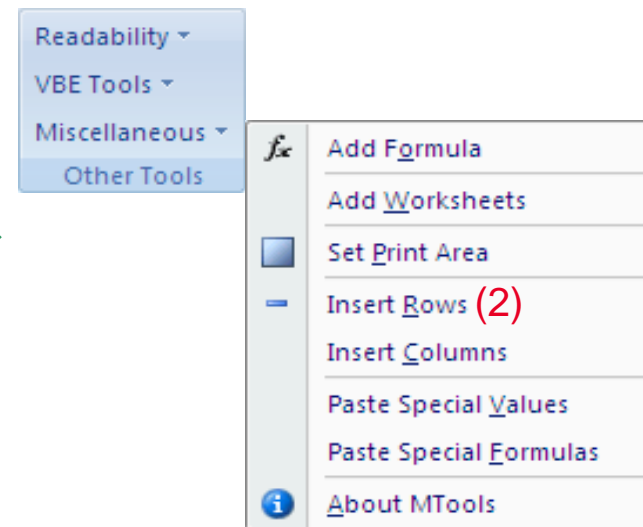 Readability
VBE Tools
Miscellaneous
Other Tools
fx Add Formula
Add Worksheets
Set Print Area
Insert Rows (2)
Insert Columns
Paste Special Values
Paste Special Formulas
About MTools